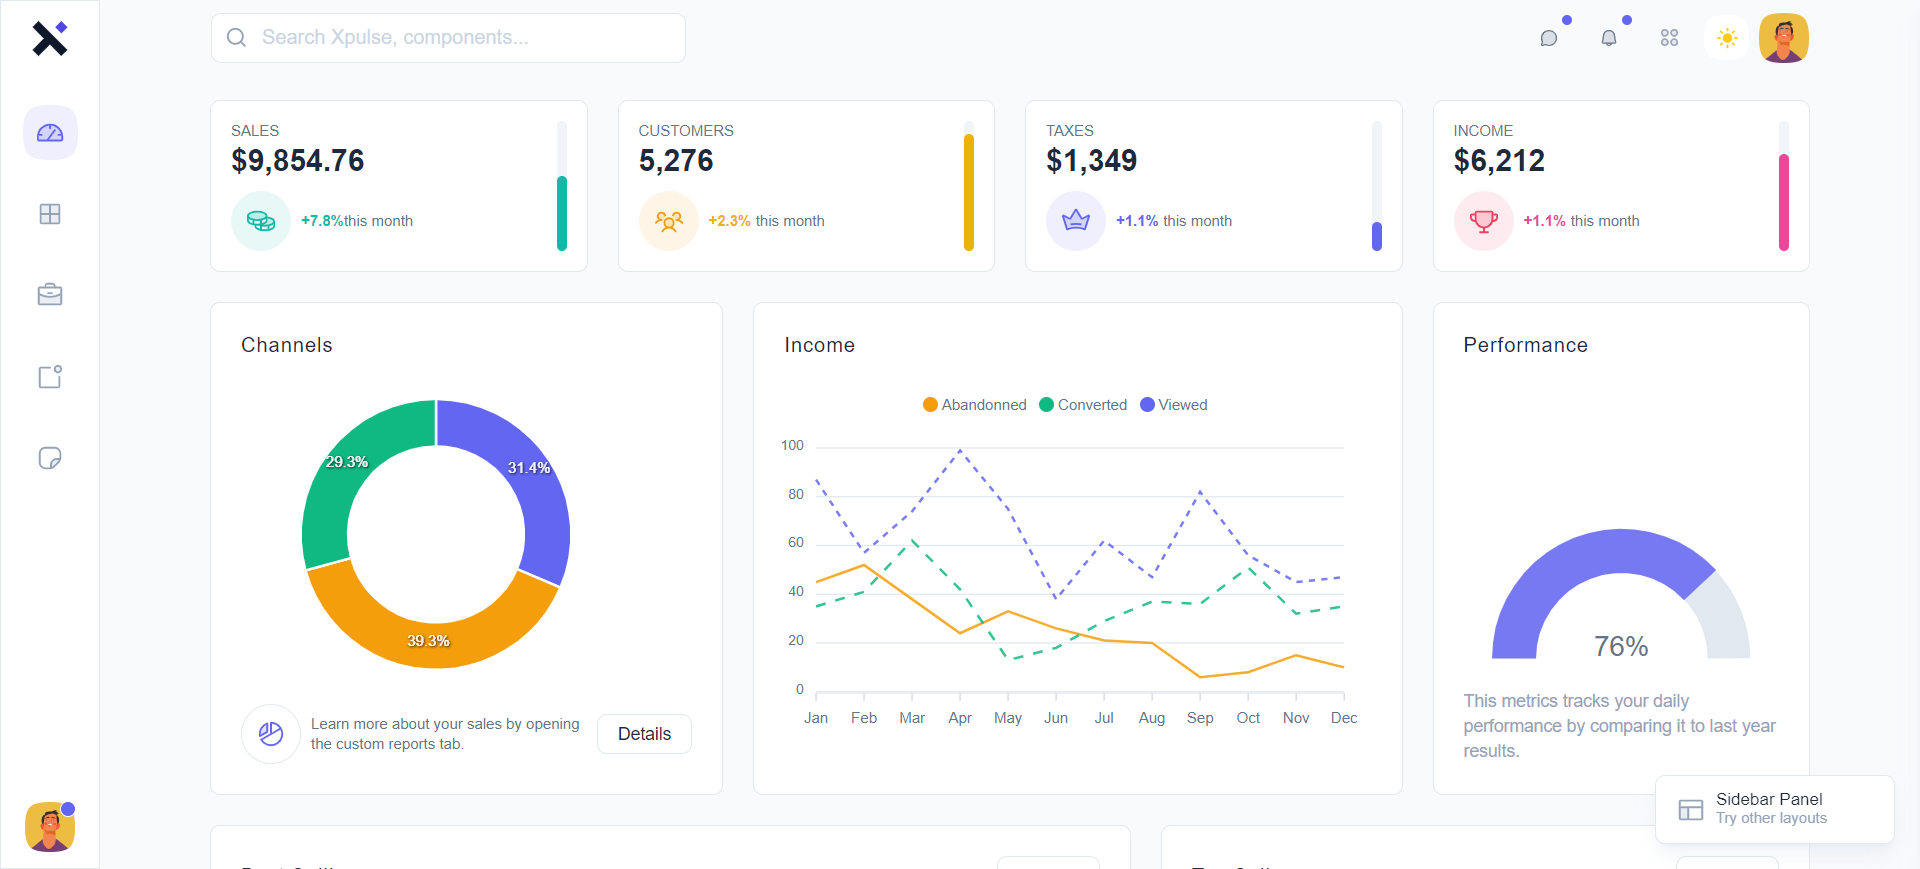 Search Xpulse, components...
SALES
$9,854.76
+7.8%this month
CUSTOMERS
5,276
+2.3% this month
TAXES
$1,349
+1.1% this month
INCOME
$6,212
+1.1% this month
Channels
29.3%
31.4%
39.3%
Learn more about your sales by opening
the custom reports tab.
Details
Income
Abandonned
Converted
Viewed
100
80
60
40
20
0
Jan
Feb
Mar
Apr
May
Jun
Jul
Aug
Sep
Oct
Nov
Dec
Performance
76%
This metrics tracks your daily
performance by comparing it to last year
results.
Sidebar Panel
Try other layouts